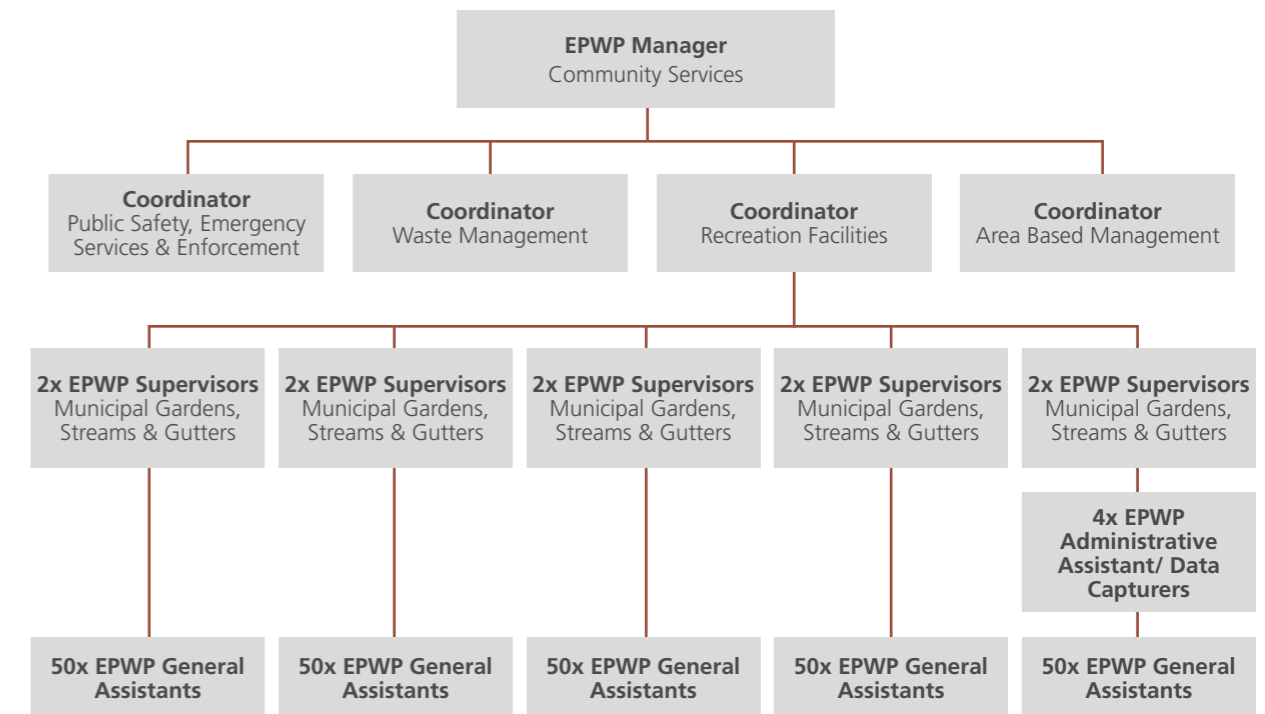 EPWP Manager
Community Services
Coordinator
Public Safety, Emergency
Services & Enforcement
Coordinator
Waste Management
Coordinator
Recreation Facilities
Coordinator
Area Based Management
2x EPWP Supervisors
Municipal Gardens,
Streams & Gutters
2x EPWP Supervisors
Municipal Gardens,
Streams & Gutters
2x EPWP Supervisors
Municipal Gardens,
Streams & Gutters
2x EPWP Supervisors
Municipal Gardens,
Streams & Gutters
2x EPWP Supervisors
Municipal Gardens,
Streams & Gutters
4x EPWP
Administrative
Assistant/ Data
Capturers
50x EPWP General
Assistants
50x EPWP General
Assistants
50x EPWP General
Assistants
50x EPWP General
Assistants
50x EPWP General
Assistants